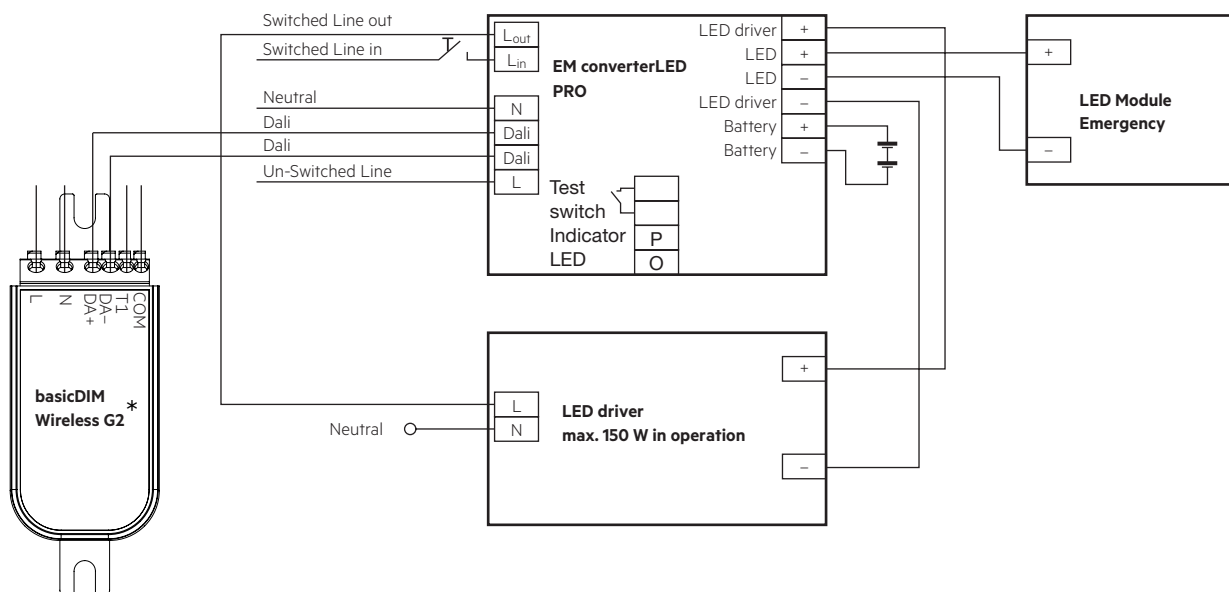 Switched Line out
Switched Line in
Neutral
Dali
Dali
Un-Switched Line
Lout
Lin
N
Dali
Dali
L
EM converterLED
PRO
Test
switch
Indicator
LED
P
O
LED driver +
LED +
LED −
LED driver −
Battery +
Battery −
+
−
LED Module
Emergency
L
N
DA+
DA-
T1
COM
basicDIM
Wireless G2*
Neutral
L
N
LED driver
max. 150 W in operation
+
−